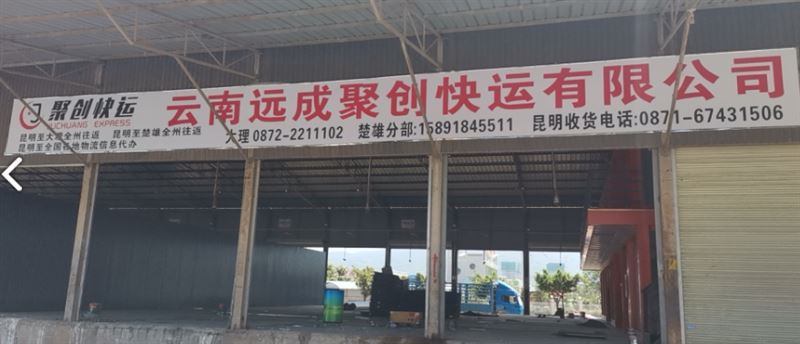 聚创快运
JUCHUANG EXPRESS
云南远成聚创快运有限公司
昆明至大理全州往返 昆明至楚雄全州往返
昆明至全国各地物流信息代办
大理 0872-2211102 楚雄分部:15891845511 昆明收货电话:0871-67431506